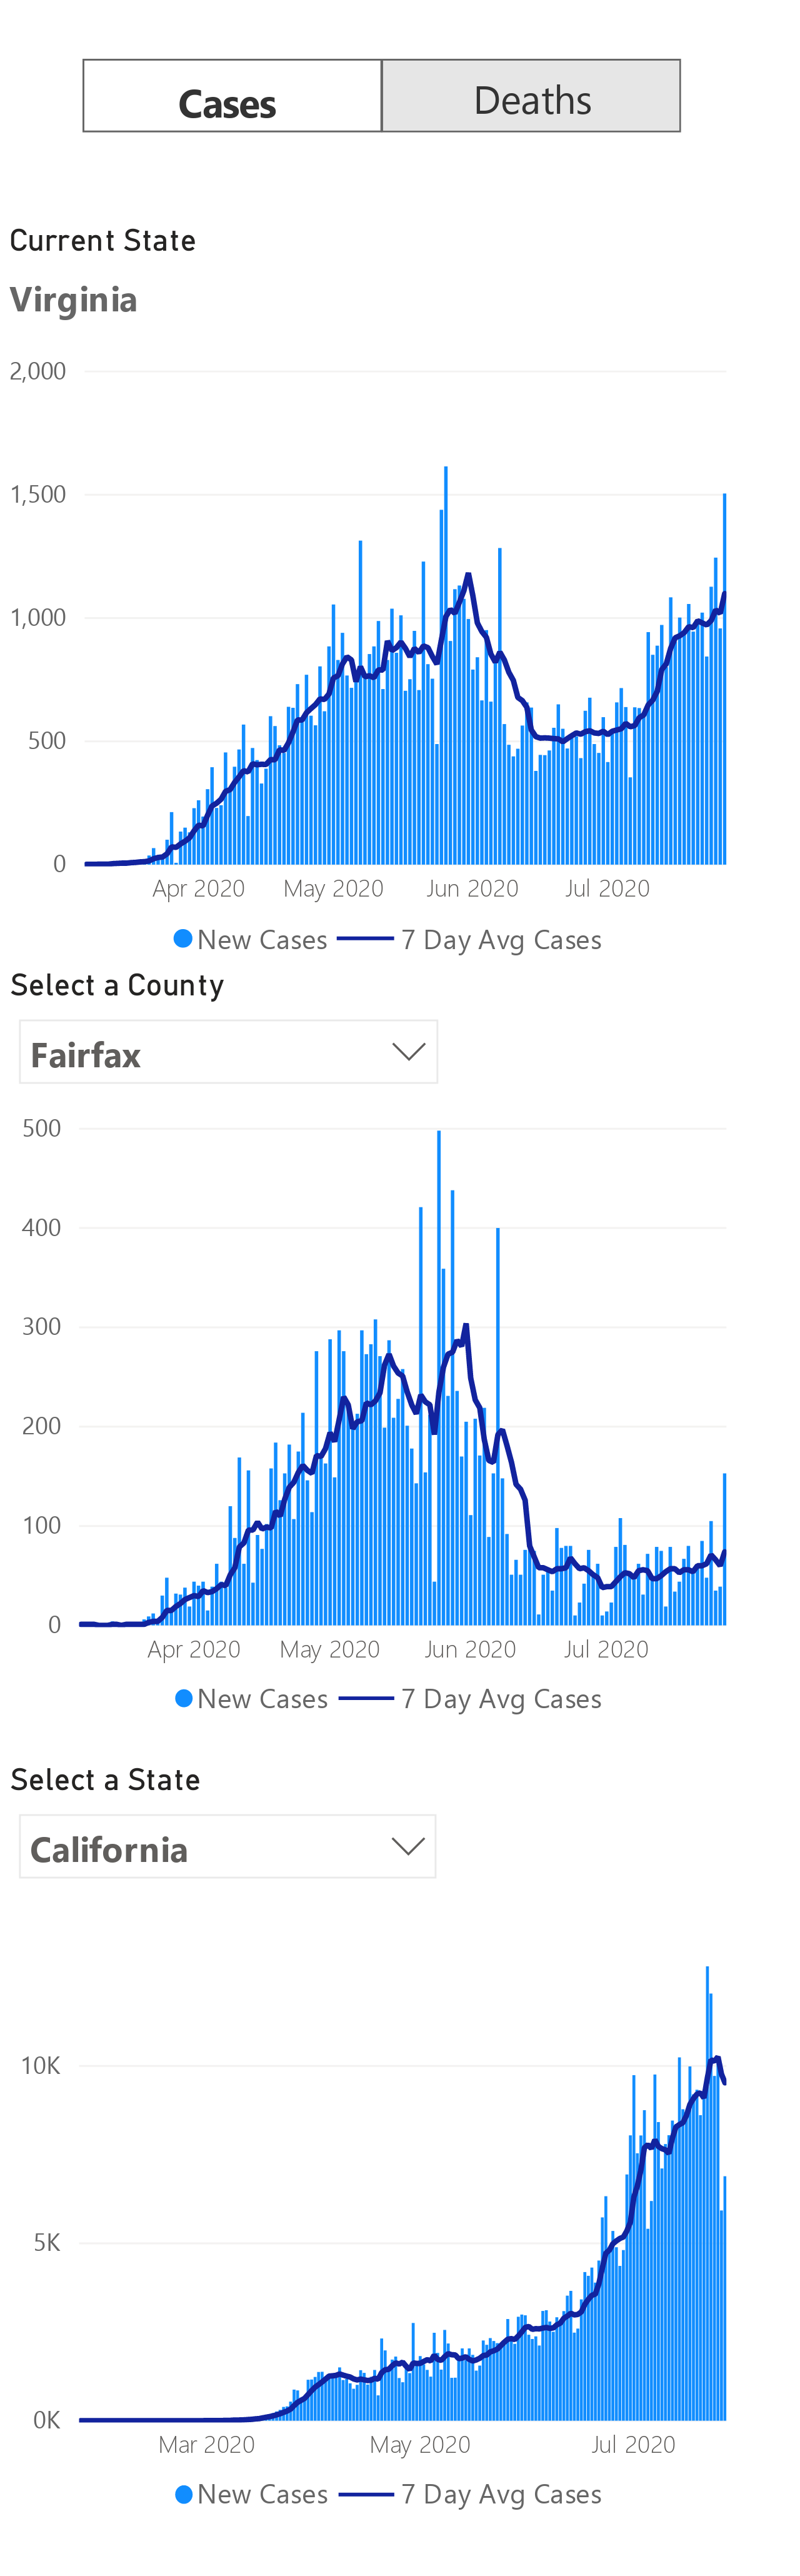 Cases Deaths
Current State
Virginia
2,000
1,500
1,000
500
0
Apr 2020 May 2020 Jun 2020 Jul 2020
New Cases 7 Day Avg Cases
Select a County
Fairfax
500
400
300
200
100
0
Apr 2020 May 2020 Jun 2020 Jul 2020
New Cases 7 Day Avg Cases
Select a State
California
10K
5K
0K
Mar 2020 May 2020 Jul 2020
New Cases 7 Day Avg Cases